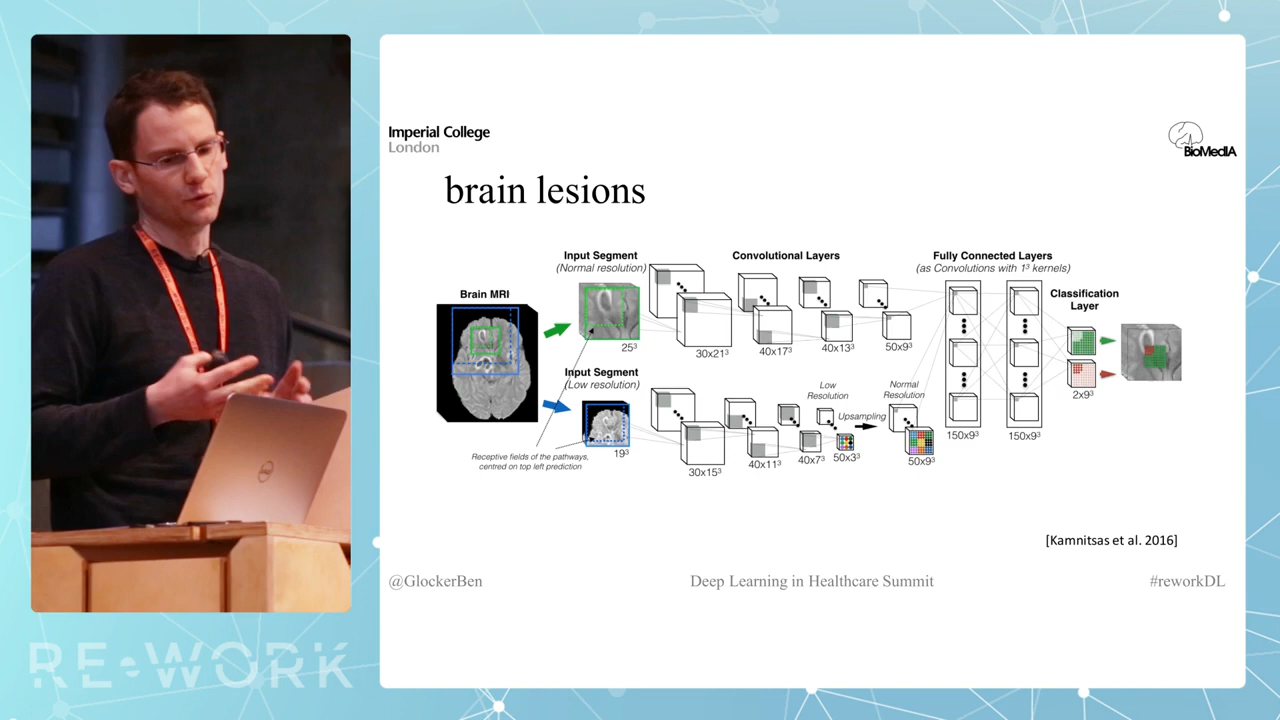 Imperial College
London
BioMedIA
brain lesions
Input Segment
(Normal resolution)
Convolutional Layers
Fully Connected Layers
(as Convolutions with 1³ kernels)
Brain MRI
Classification
Layer
25³
30x21³
40x17³
40x13³
50x9³
Input Segment
(Low resolution)
Low
Resolution
Normal
Resolution
Upsampling
2x9³
Receptive fields of the pathways,
centred on top left prediction
19³
30x15³
40x11³
40x7³
50x3³
50x9³
150x9³
150x9³
[Kamnitsas et al. 2016]
@GlockerBen
Deep Learning in Healthcare Summit
#reworkDL
RE•WORK